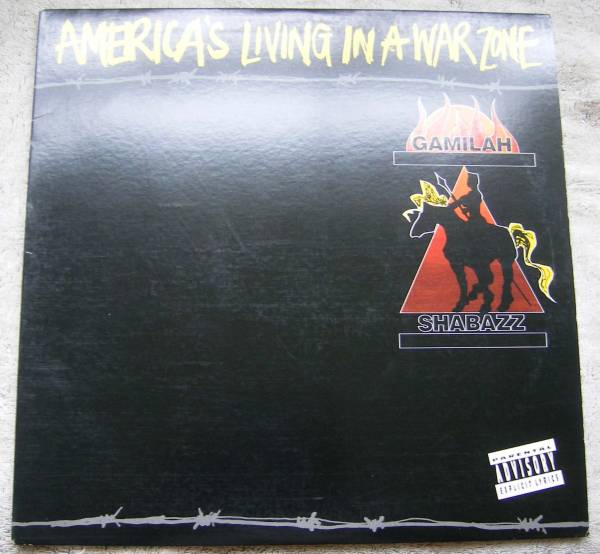 AMERICA'S LIVING IN A WAR ZONE
GAMILAH
SHABAZZ
PARENTAL
ADVISORY
EXPLICIT LYRICS